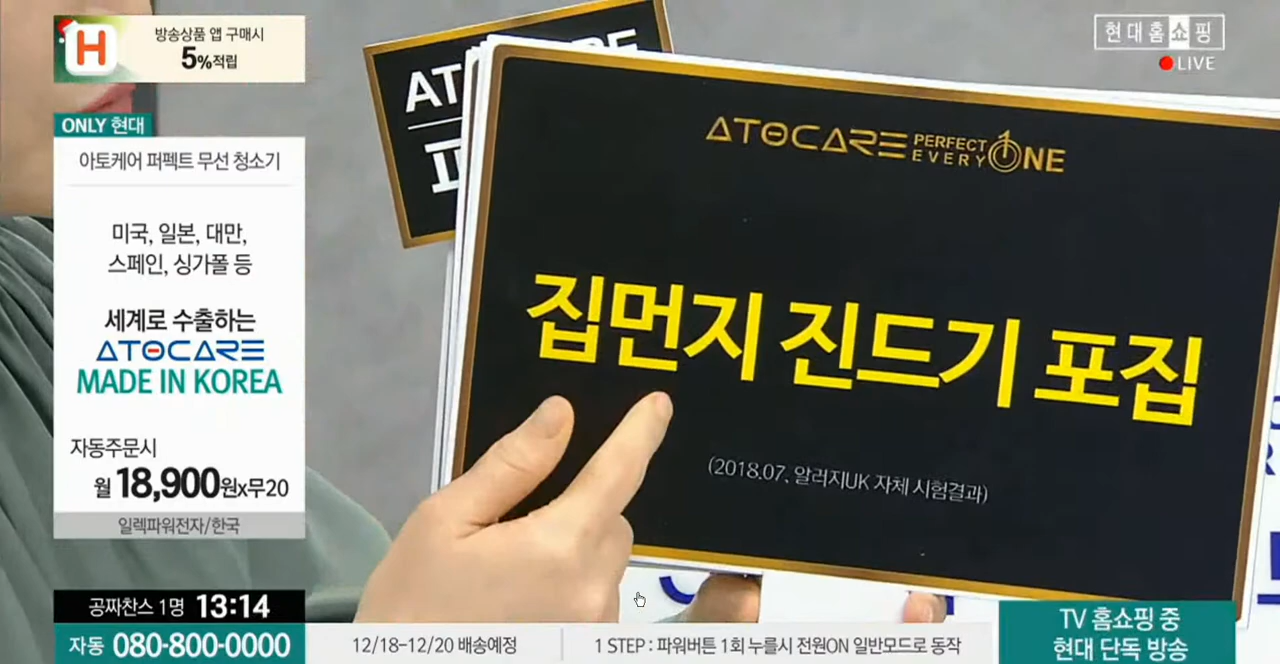 방송상품 앱 구매시
5%적립
현대홈쇼핑
LIVE
ONLY 현대
아토케어 퍼펙트 무선 청소기
미국, 일본, 대만,
스페인, 싱가폴 등
세계로 수출하는
ATOCARE
MADE IN KOREA
자동주문시
월 18,900원x무20
일렉파워전자/한국
공짜찬스 1명 13:14
자동 080-800-0000
ATOCARE PERFECT EVERY ONE
집먼지 진드기 포집
(2018.07. 알러지UK 자체 시험결과)
12/18-12/20 배송예정
1 STEP : 파워버튼 1회 누를시 전원ON 일반모드로 동작
TV 홈쇼핑 중
현대 단독 방송